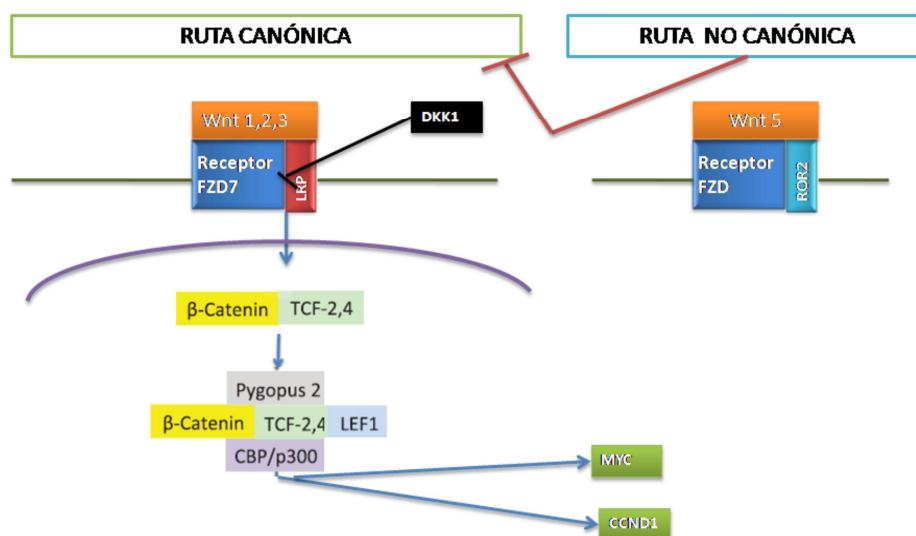 RUTA CANÓNICA
RUTA NO CANÓNICA
Wnt 1,2,3
DKK1
Wnt 5
Receptor
FZD7
LRP
Receptor
FZD
ROR2
β-Catenin
TCF-2,4
Pygopus 2
β-Catenin
TCF-2,4
LEF1
CBP/p300
MYC
CCND1